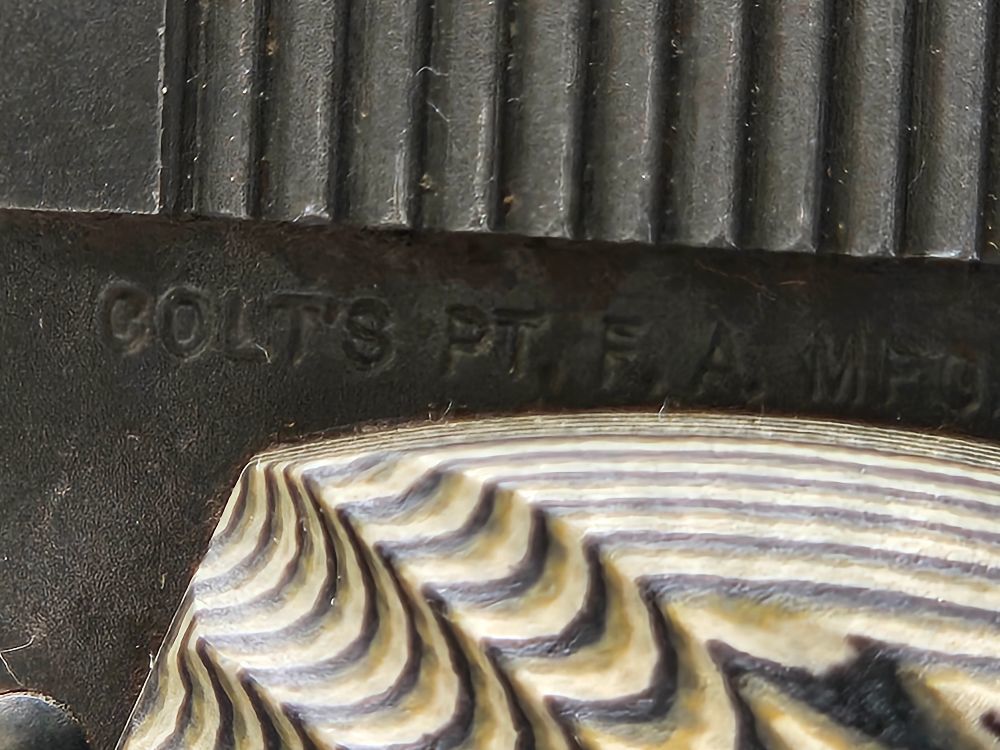 COLT'S PT. F. A. MFG